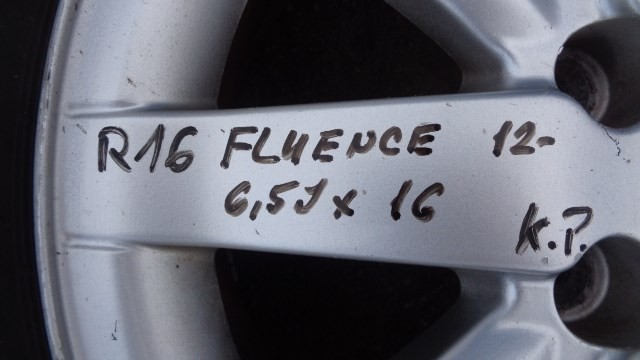 R16 FLUENCE 12-
6,5J x 16
K.P.